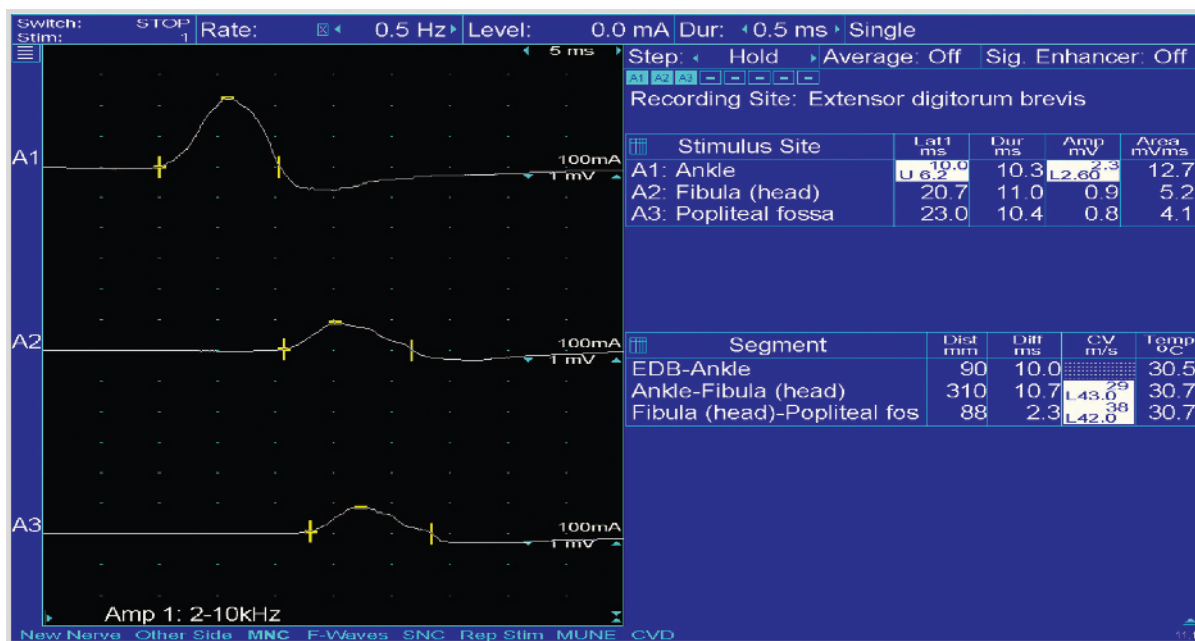 Switch: STOP
Stim: 1
Rate: 0.5 Hz Level: 0.0 mA Dur: 0.5 ms Single
5 ms
Step: Hold Average: Off Sig. Enhancer: Off
A1 A2 A3
Recording Site: Extensor digitorum brevis
Stimulus Site Lat1 ms Dur ms Amp mV Area mVms
A1: Ankle 10.0 U 6.2 10.3 2.3 L2.60 12.7
A2: Fibula (head) 20.7 11.0 0.9 5.2
A3: Popliteal fossa 23.0 10.4 0.8 4.1
A1
100mA
1 mV
A2
100mA
1 mV
A3
100mA
1 mV
Segment Dist mm Diff ms CV m/s Temp ºC
EDB-Ankle 90 10.0 30.5
Ankle-Fibula (head) 310 10.7 29 L43.0 30.7
Fibula (head)-Popliteal fos 88 2.3 38 L42.0 30.7
Amp 1: 2-10kHz
New Nerve Other Side MNC F-Waves SNC Rep Stim MUNE CVD